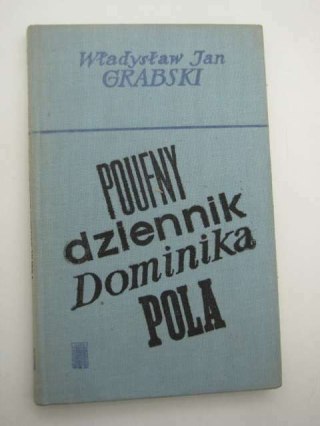 Władysław Jan
GRABSKI
POUFNY
dziennik
Dominika
POLA